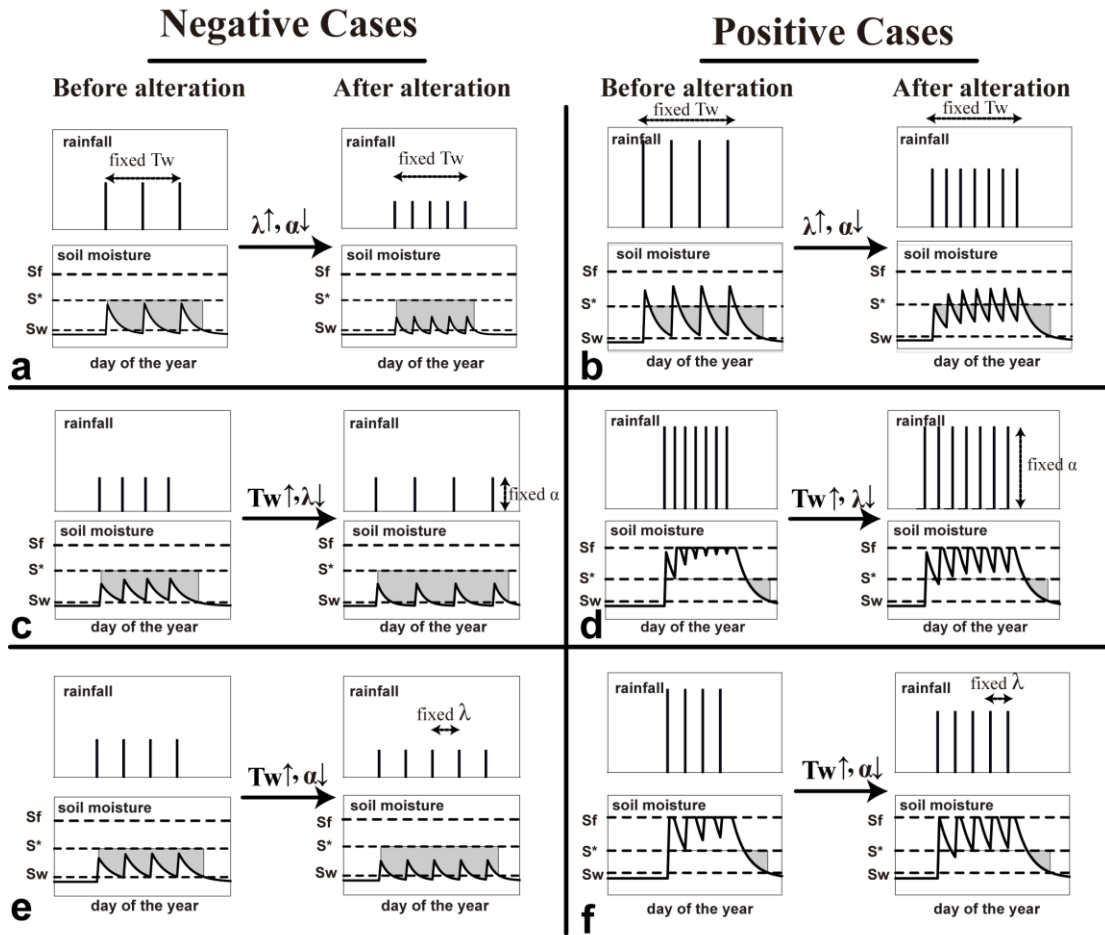 Negative Cases
Positive Cases
Before alteration
After alteration
Before alteration
After alteration
rainfall
fixed Tw
λ↑, α↓
rainfall
fixed Tw
soil moisture
Sf
S*
Sw
soil moisture
Sf
S*
Sw
day of the year
day of the year
a
fixed Tw
rainfall
λ↑, α↓
fixed Tw
rainfall
soil moisture
Sf
S*
Sw
soil moisture
Sf
S*
Sw
day of the year
day of the year
b
rainfall
Tw↑, λ↓
rainfall
fixed α
soil moisture
Sf
S*
Sw
soil moisture
Sf
S*
Sw
day of the year
day of the year
c
rainfall
Tw↑, λ↓
rainfall
fixed α
soil moisture
Sf
S*
Sw
soil moisture
Sf
S*
Sw
day of the year
day of the year
d
rainfall
Tw↑, α↓
rainfall
fixed λ
soil moisture
Sf
S*
Sw
soil moisture
Sf
S*
Sw
day of the year
day of the year
e
rainfall
Tw↑, α↓
rainfall
fixed λ
soil moisture
Sf
S*
Sw
soil moisture
Sf
S*
Sw
day of the year
day of the year
f